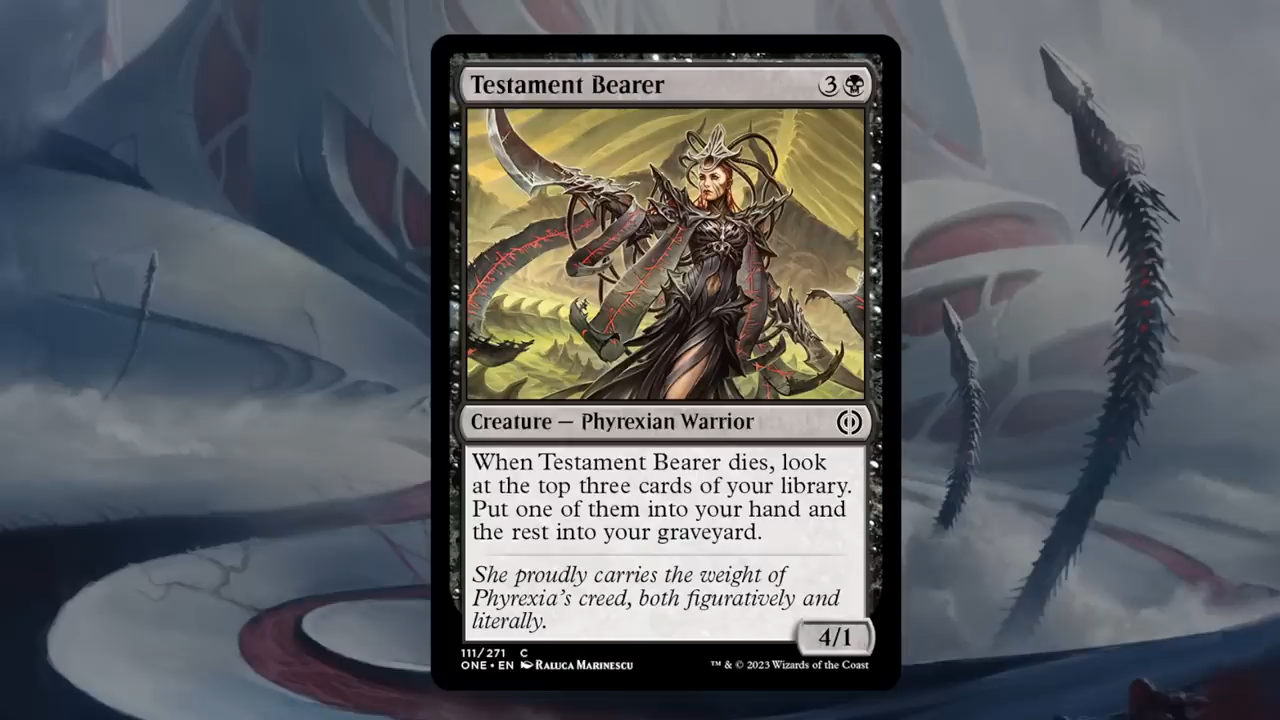 Testament Bearer 3
Creature — Phyrexian Warrior
When Testament Bearer dies, look
at the top three cards of your library.
Put one of them into your hand and
the rest into your graveyard.
She proudly carries the weight of
Phyrexia's creed, both figuratively and
literally.
4/1
111/271 C
ONE • EN Raluca Marinescu ™ & © 2023 Wizards of the Coast